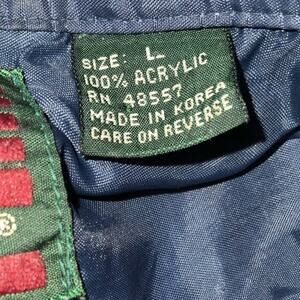 SIZE: L
100% ACRYLIC
RN 48557
MADE IN KOREA
CARE ON REVERSE
®